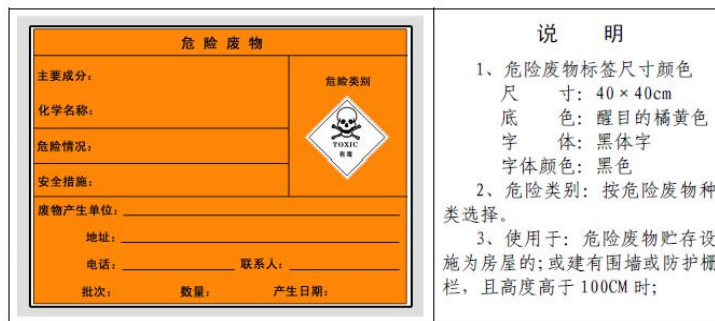 危险废物
主要成分：
化学名称：
危险类别
TOXIC
有毒
危险情况：
安全措施：
废物产生单位：
地址：
电话： 联系人：
批次： 数量： 产生日期：
说 明
1、危险废物标签尺寸颜色
尺 寸：40×40cm
底 色：醒目的橘黄色
字 体：黑体字
字体颜色：黑色
2、危险类别：按危险废物种
类选择。
3、使用于：危险废物贮存设
施为房屋的;或建有围墙或防护栅
栏，且高度高于100CM时;